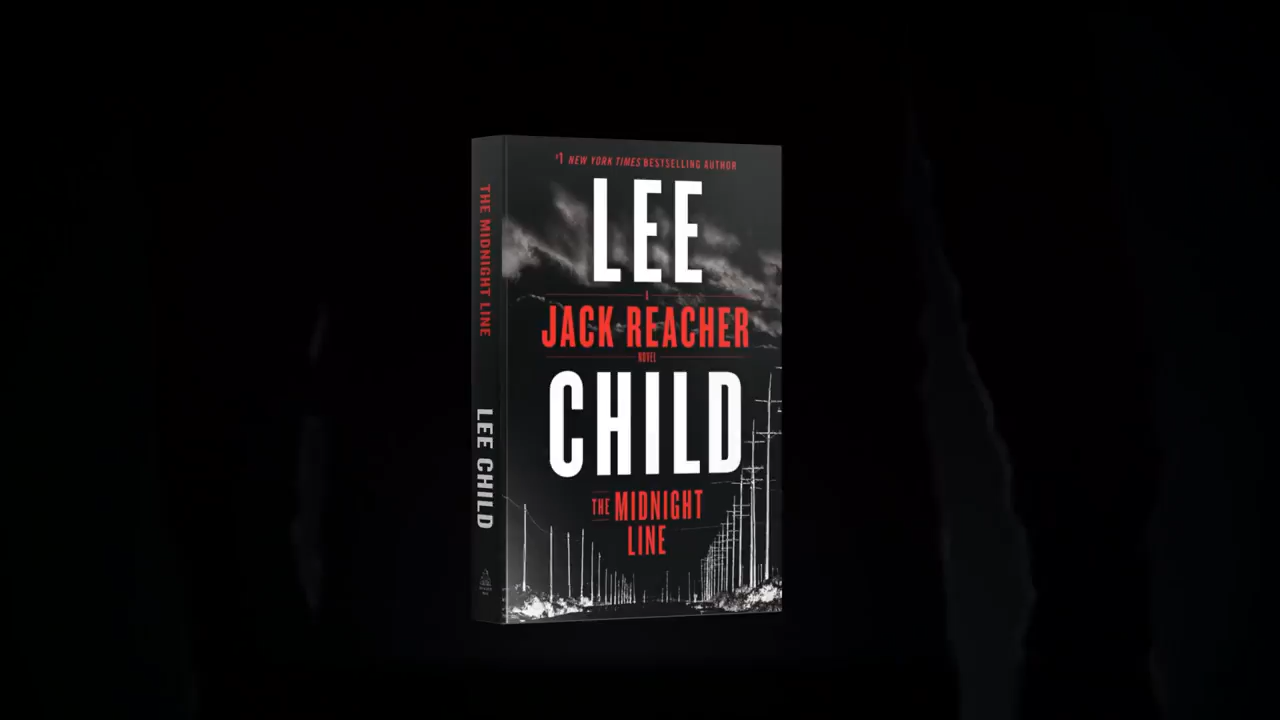 THE MIDNIGHT LINE
LEE CHILD
#1 NEW YORK TIMES BESTSELLING AUTHOR
LEE
A
JACK REACHER
NOVEL
CHILD
THE MIDNIGHT
LINE